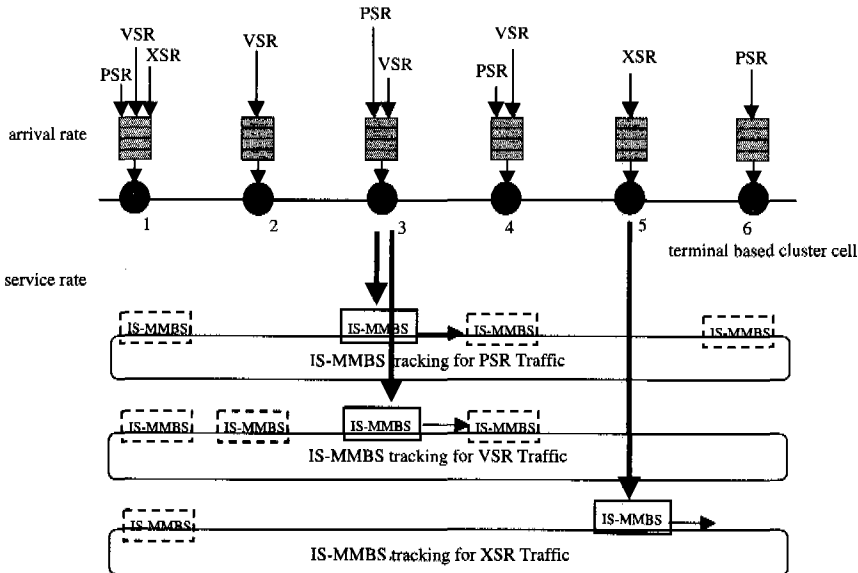 PSR
VSR
XSR
VSR
PSR
VSR
PSR
VSR
XSR
PSR
arrival rate
1
2
3
4
5
6
terminal based cluster cell
service rate
IS-MMBS
IS-MMBS
IS-MMBS
IS-MMBS
IS-MMBS tracking for PSR Traffic
IS-MMBS
IS-MMBS
IS-MMBS
IS-MMBS
IS-MMBS tracking for VSR Traffic
IS-MMBS
IS-MMBS
IS-MMBS tracking for XSR Traffic